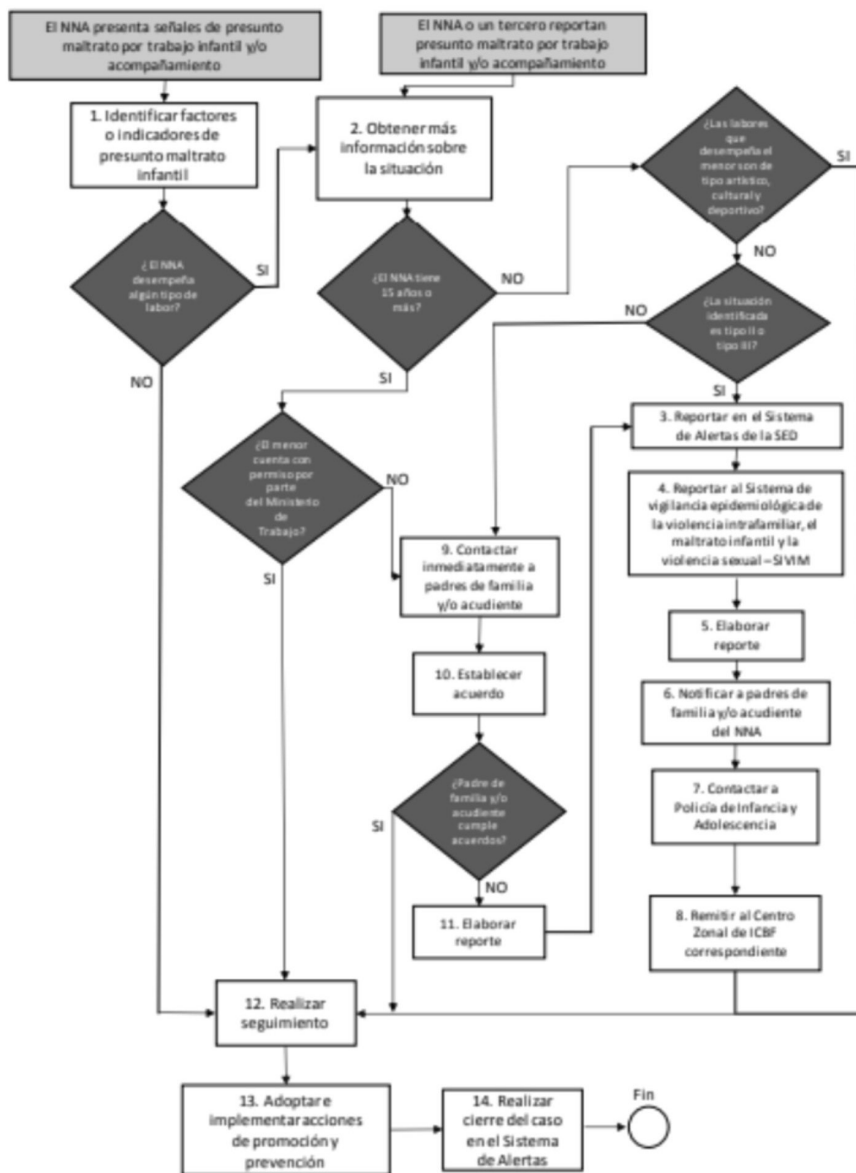 El NNA presenta señales de presunto
maltrato por trabajo infantil y/o
acompañamiento
El NNA o un tercero reportan
presunto maltrato por trabajo
infantil y/o acompañamiento
1. Identificar factores
o indicadores de
presunto maltrato
infantil
2. Obtener más
información sobre
la situación
¿Las labores
que
desempeña el
menor son de
tipo artístico,
cultural y
deportivo?
SI
NO
¿El NNA
desempeña
algún tipo de
labor?
SI
NO
¿El NNA tiene
15 años o
más?
NO
SI
¿La situación
identificada
es tipo II o
tipo III?
NO
SI
¿El menor
cuenta con
permiso por
parte
del Ministerio
de
Trabajo?
NO
SI
3. Reportar en el Sistema
de Alertas de la SED
4. Reportar al Sistema de
vigilancia epidemiológica de
la violencia intrafamiliar, el
maltrato infantil y la
violencia sexual – SIVIM
9. Contactar
inmediatamente a
padres de familia
y/o acudiente
5. Elaborar
reporte
10. Establecer
acuerdo
6. Notificar a padres de
familia y/o acudiente
del NNA
¿Padre de
familia y/o
acudiente
cumple
acuerdos?
SI
NO
7. Contactar a
Policía de Infancia y
Adolescencia
11. Elaborar
reporte
8. Remitir al Centro
Zonal de ICBF
correspondiente
12. Realizar
seguimiento
13. Adoptar e
implementar acciones
de promoción y
prevención
14. Realizar
cierre del caso
en el Sistema
de Alertas
Fin